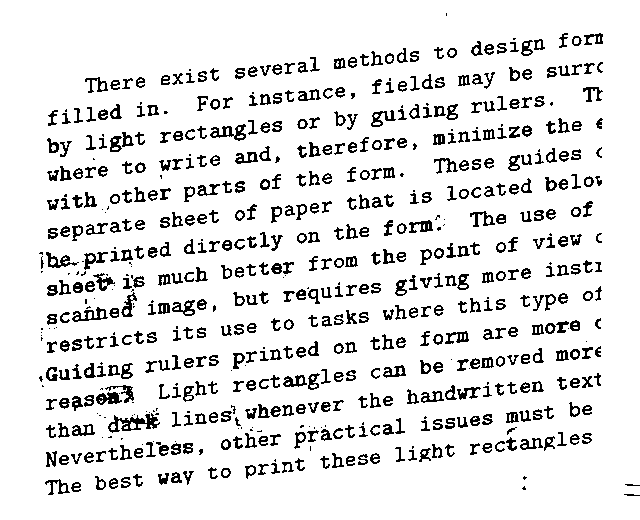 There exist several methods to design form
filled in. For instance, fields may be surro
by light rectangles or by guiding rulers. Th
where to write and, therefore, minimize the e
with other parts of the form. These guides c
separate sheet of paper that is located below
be printed directly on the form. The use of
sheet is much better from the point of view o
scanned image, but requires giving more instr
restricts its use to tasks where this type of
Guiding rulers printed on the form are more c
reason. Light rectangles can be removed more
than dark lines whenever the handwritten text
Nevertheless, other practical issues must be
The best way to print these light rectangles